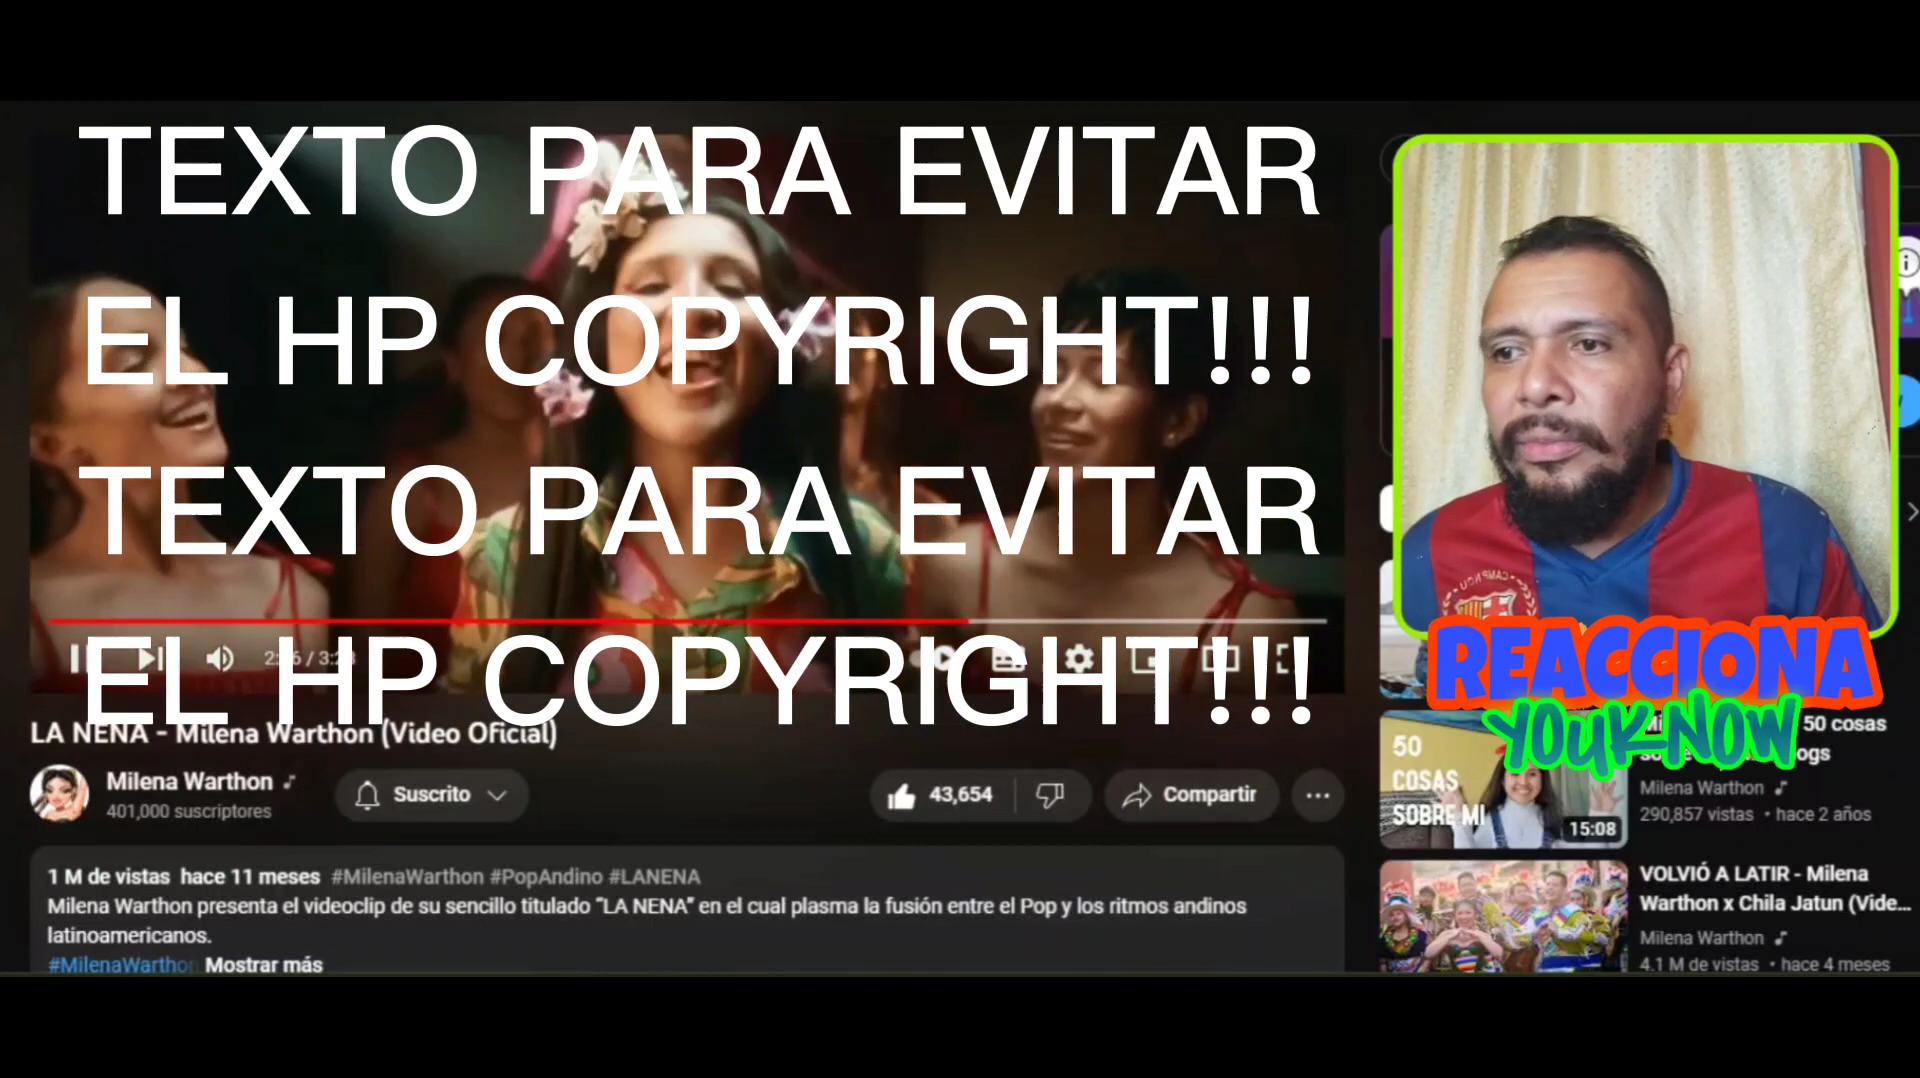 TEXTO PARA EVITAR
EL HP COPYRIGHT!!!
TEXTO PARA EVITAR
EL HP COPYRIGHT!!!
LA NENA - Milena Warthon (Video Oficial)
Milena Warthon
401,000 suscriptores
Suscrito
43,654
Compartir
1 M de vistas hace 11 meses #MilenaWarthon #PopAndino #LANENA
Milena Warthon presenta el videoclip de su sencillo titulado "LA NENA" en el cual plasma la fusión entre el Pop y los ritmos andinos
latinoamericanos.
#MilenaWarthon Mostrar más
CAMP NOU
REACCIONA
YOUK-NOW
50
COSAS
SOBRE MI
15:08
50 cosas
Milena Warthon
290,857 vistas • hace 2 años
VOLVIÓ A LATIR - Milena
Warthon x Chila Jatun (Vide...
Milena Warthon
4.1 M de vistas • hace 4 meses